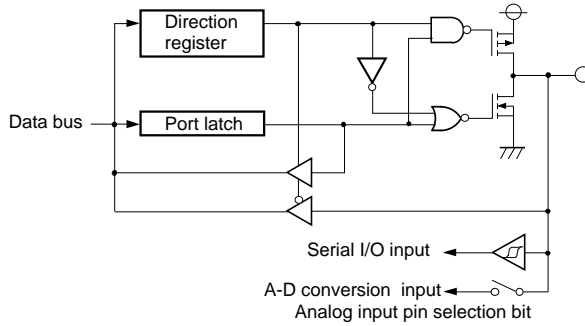 Direction
register
Data bus
Port latch
Serial I/O input
A-D conversion input
Analog input pin selection bit